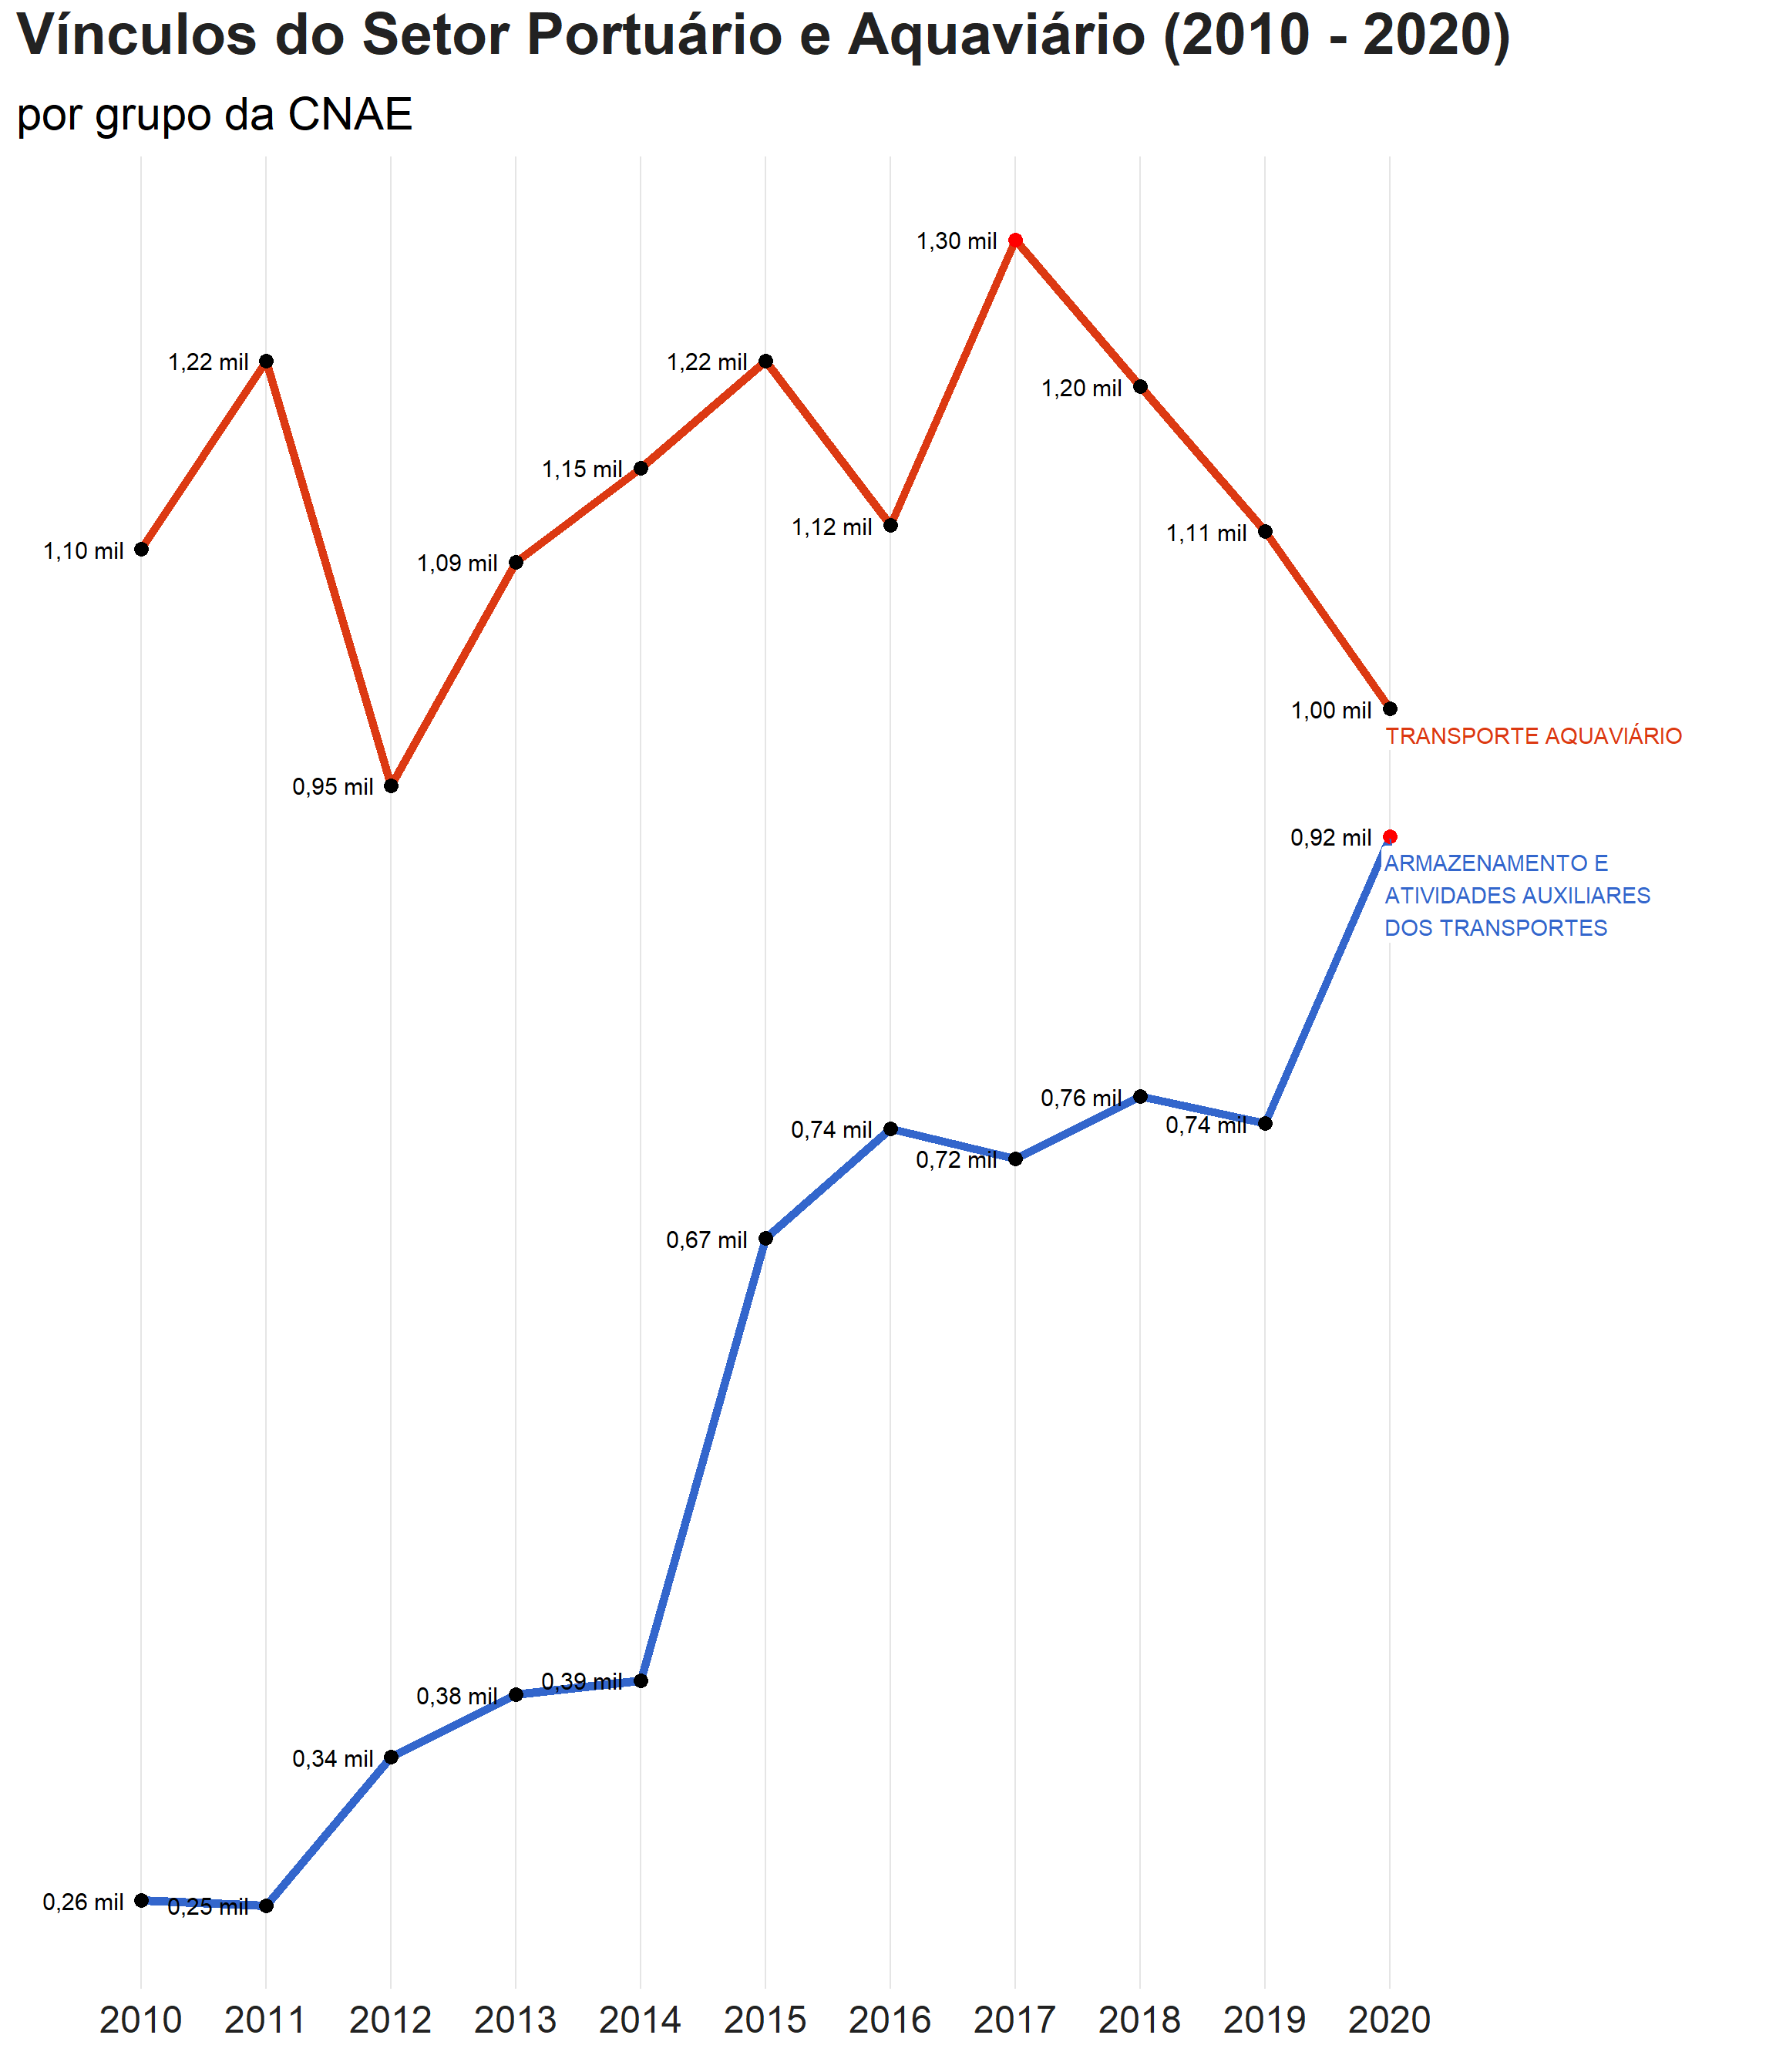 Vínculos do Setor Portuário e Aquaviário (2010 - 2020)
por grupo da CNAE
1,30 mil
1,22 mil
1,22 mil
1,20 mil
1,15 mil
1,12 mil
1,11 mil
1,10 mil
1,09 mil
1,00 mil
TRANSPORTE AQUAVIÁRIO
0,95 mil
0,92 mil
ARMAZENAMENTO E
ATIVIDADES AUXILIARES
DOS TRANSPORTES
0,76 mil
0,74 mil
0,74 mil
0,72 mil
0,67 mil
0,39 mil
0,38 mil
0,34 mil
0,26 mil
0,25 mil
2010 2011 2012 2013 2014 2015 2016 2017 2018 2019 2020